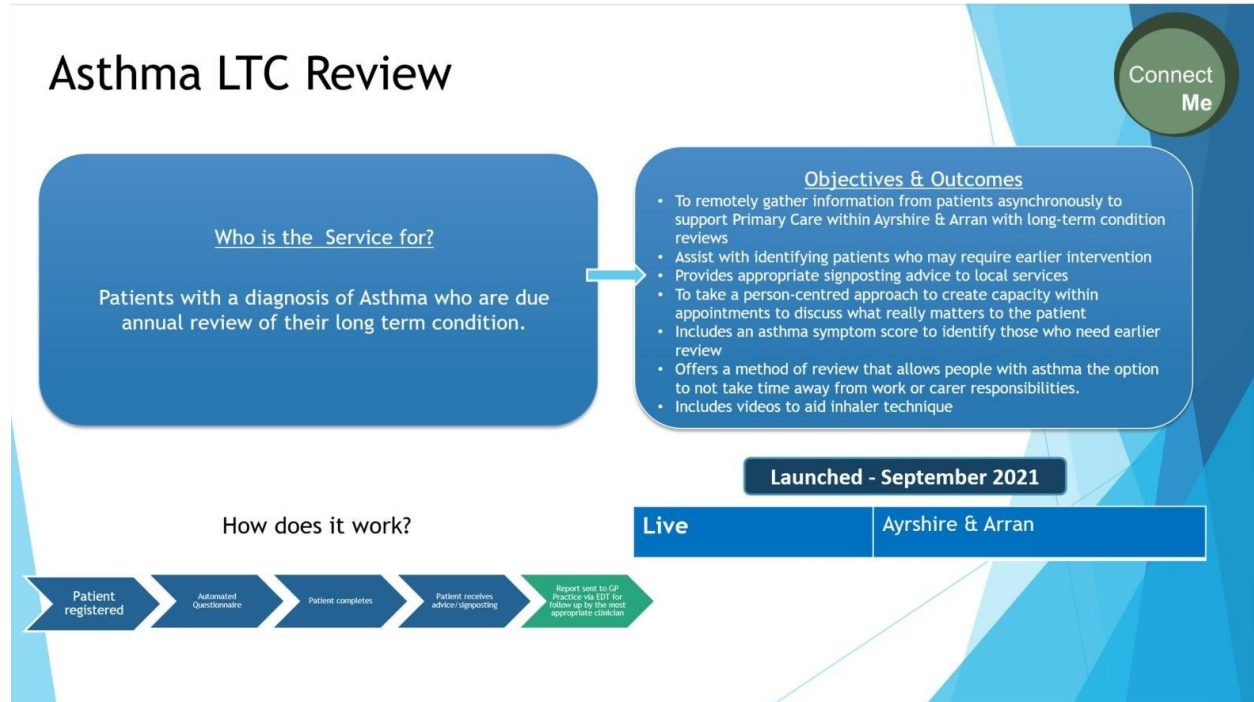 Asthma LTC Review
Connect
Me
Who is the Service for?
Patients with a diagnosis of Asthma who are due
annual review of their long term condition.
Objectives & Outcomes
• To remotely gather information from patients asynchronously to
support Primary Care within Ayrshire & Arran with long-term condition
reviews
• Assist with identifying patients who may require earlier intervention
• Provides appropriate signposting advice to local services
• To take a person-centred approach to create capacity within
appointments to discuss what really matters to the patient
• Includes an asthma symptom score to identify those who need earlier
review
• Offers a method of review that allows people with asthma the option
to not take time away from work or carer responsibilities.
• Includes videos to aid inhaler technique
Launched - September 2021
Live
Ayrshire & Arran
How does it work?
Patient
registered
Automated
Questionnaire
Patient completes
Patient receives
advice/signposting
Report sent to GP
Practice via EDT for
follow up by the most
appropriate clinician